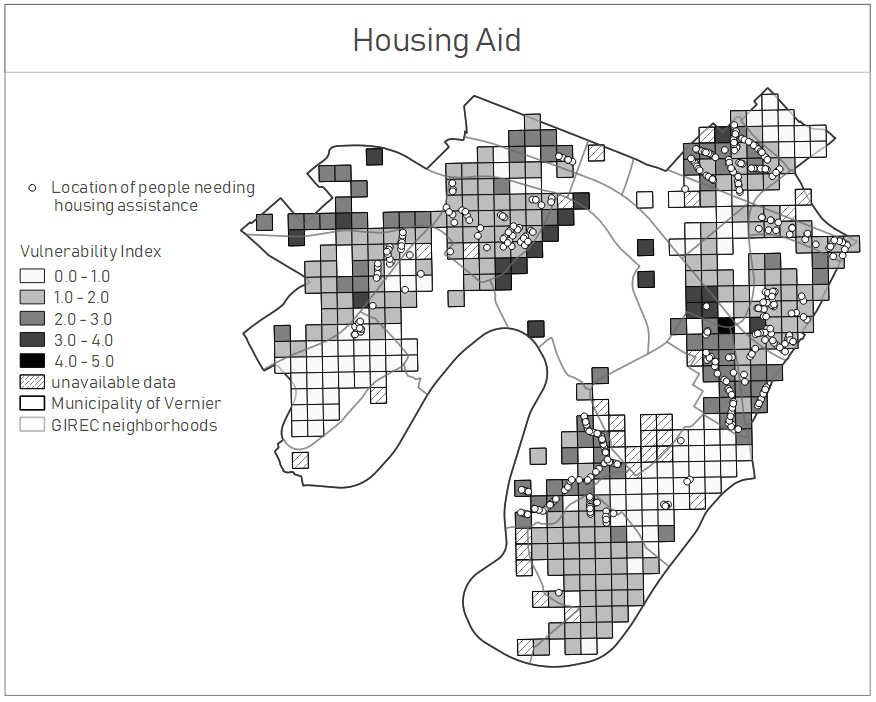 Housing Aid
Location of people needing
housing assistance
Vulnerability Index
0.0 - 1.0
1.0 - 2.0
2.0 - 3.0
3.0 - 4.0
4.0 - 5.0
unavailable data
Municipality of Vernier
GIREC neighborhoods